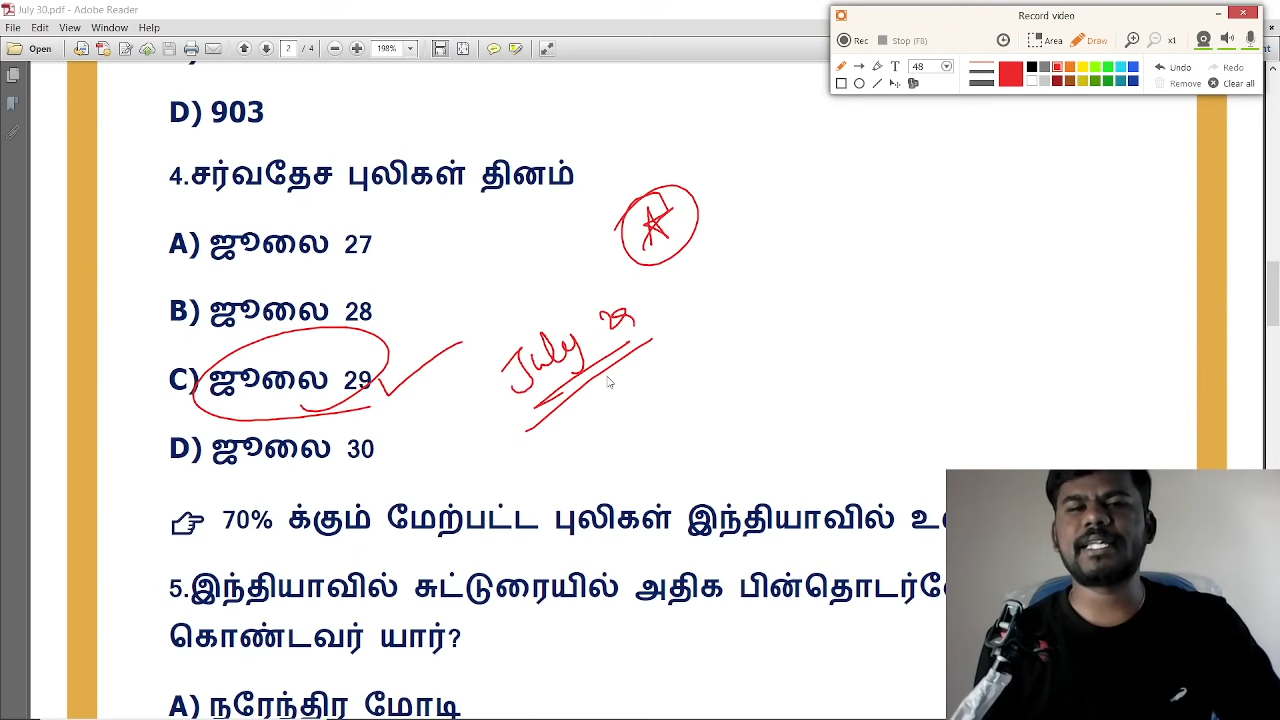 July 30.pdf - Adobe Reader
Record video
File Edit View Window Help
Rec Stop (F8) Area Draw x1
Open 2 / 4 198%
T 48 Undo Redo
Remove Clear all
D) 903
4.சர்வதேச புலிகள் தினம்
A) ஜூலை 27
B) ஜூலை 28
July 29
C) ஜூலை 29
D) ஜூலை 30
70% க்கும் மேற்பட்ட புலிகள் இந்தியாவில்
5.இந்தியாவில் சுட்டுரையில் அதிக
கொண்டவர் யார்?
A) நரேந்திர மோடி